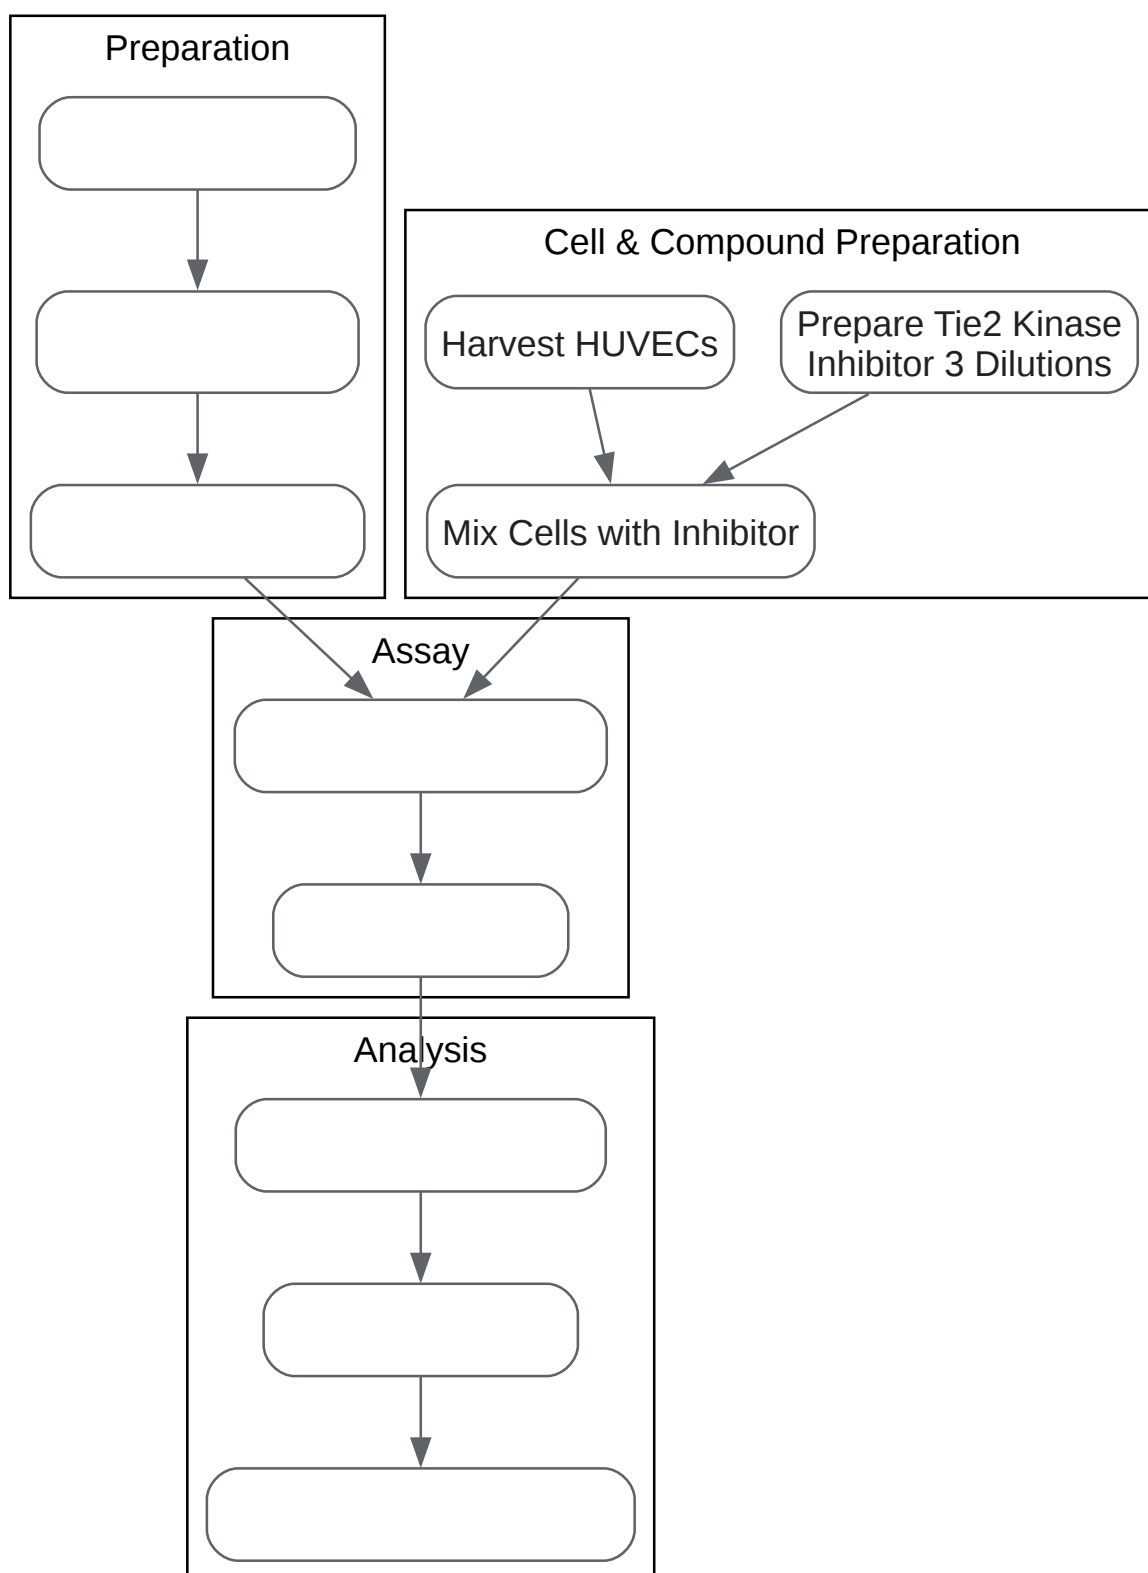 Preparation
Cell & Compound Preparation
Harvest HUVECs
Prepare Tie2 Kinase
Inhibitor 3 Dilutions
Mix Cells with Inhibitor
Assay
Analysis